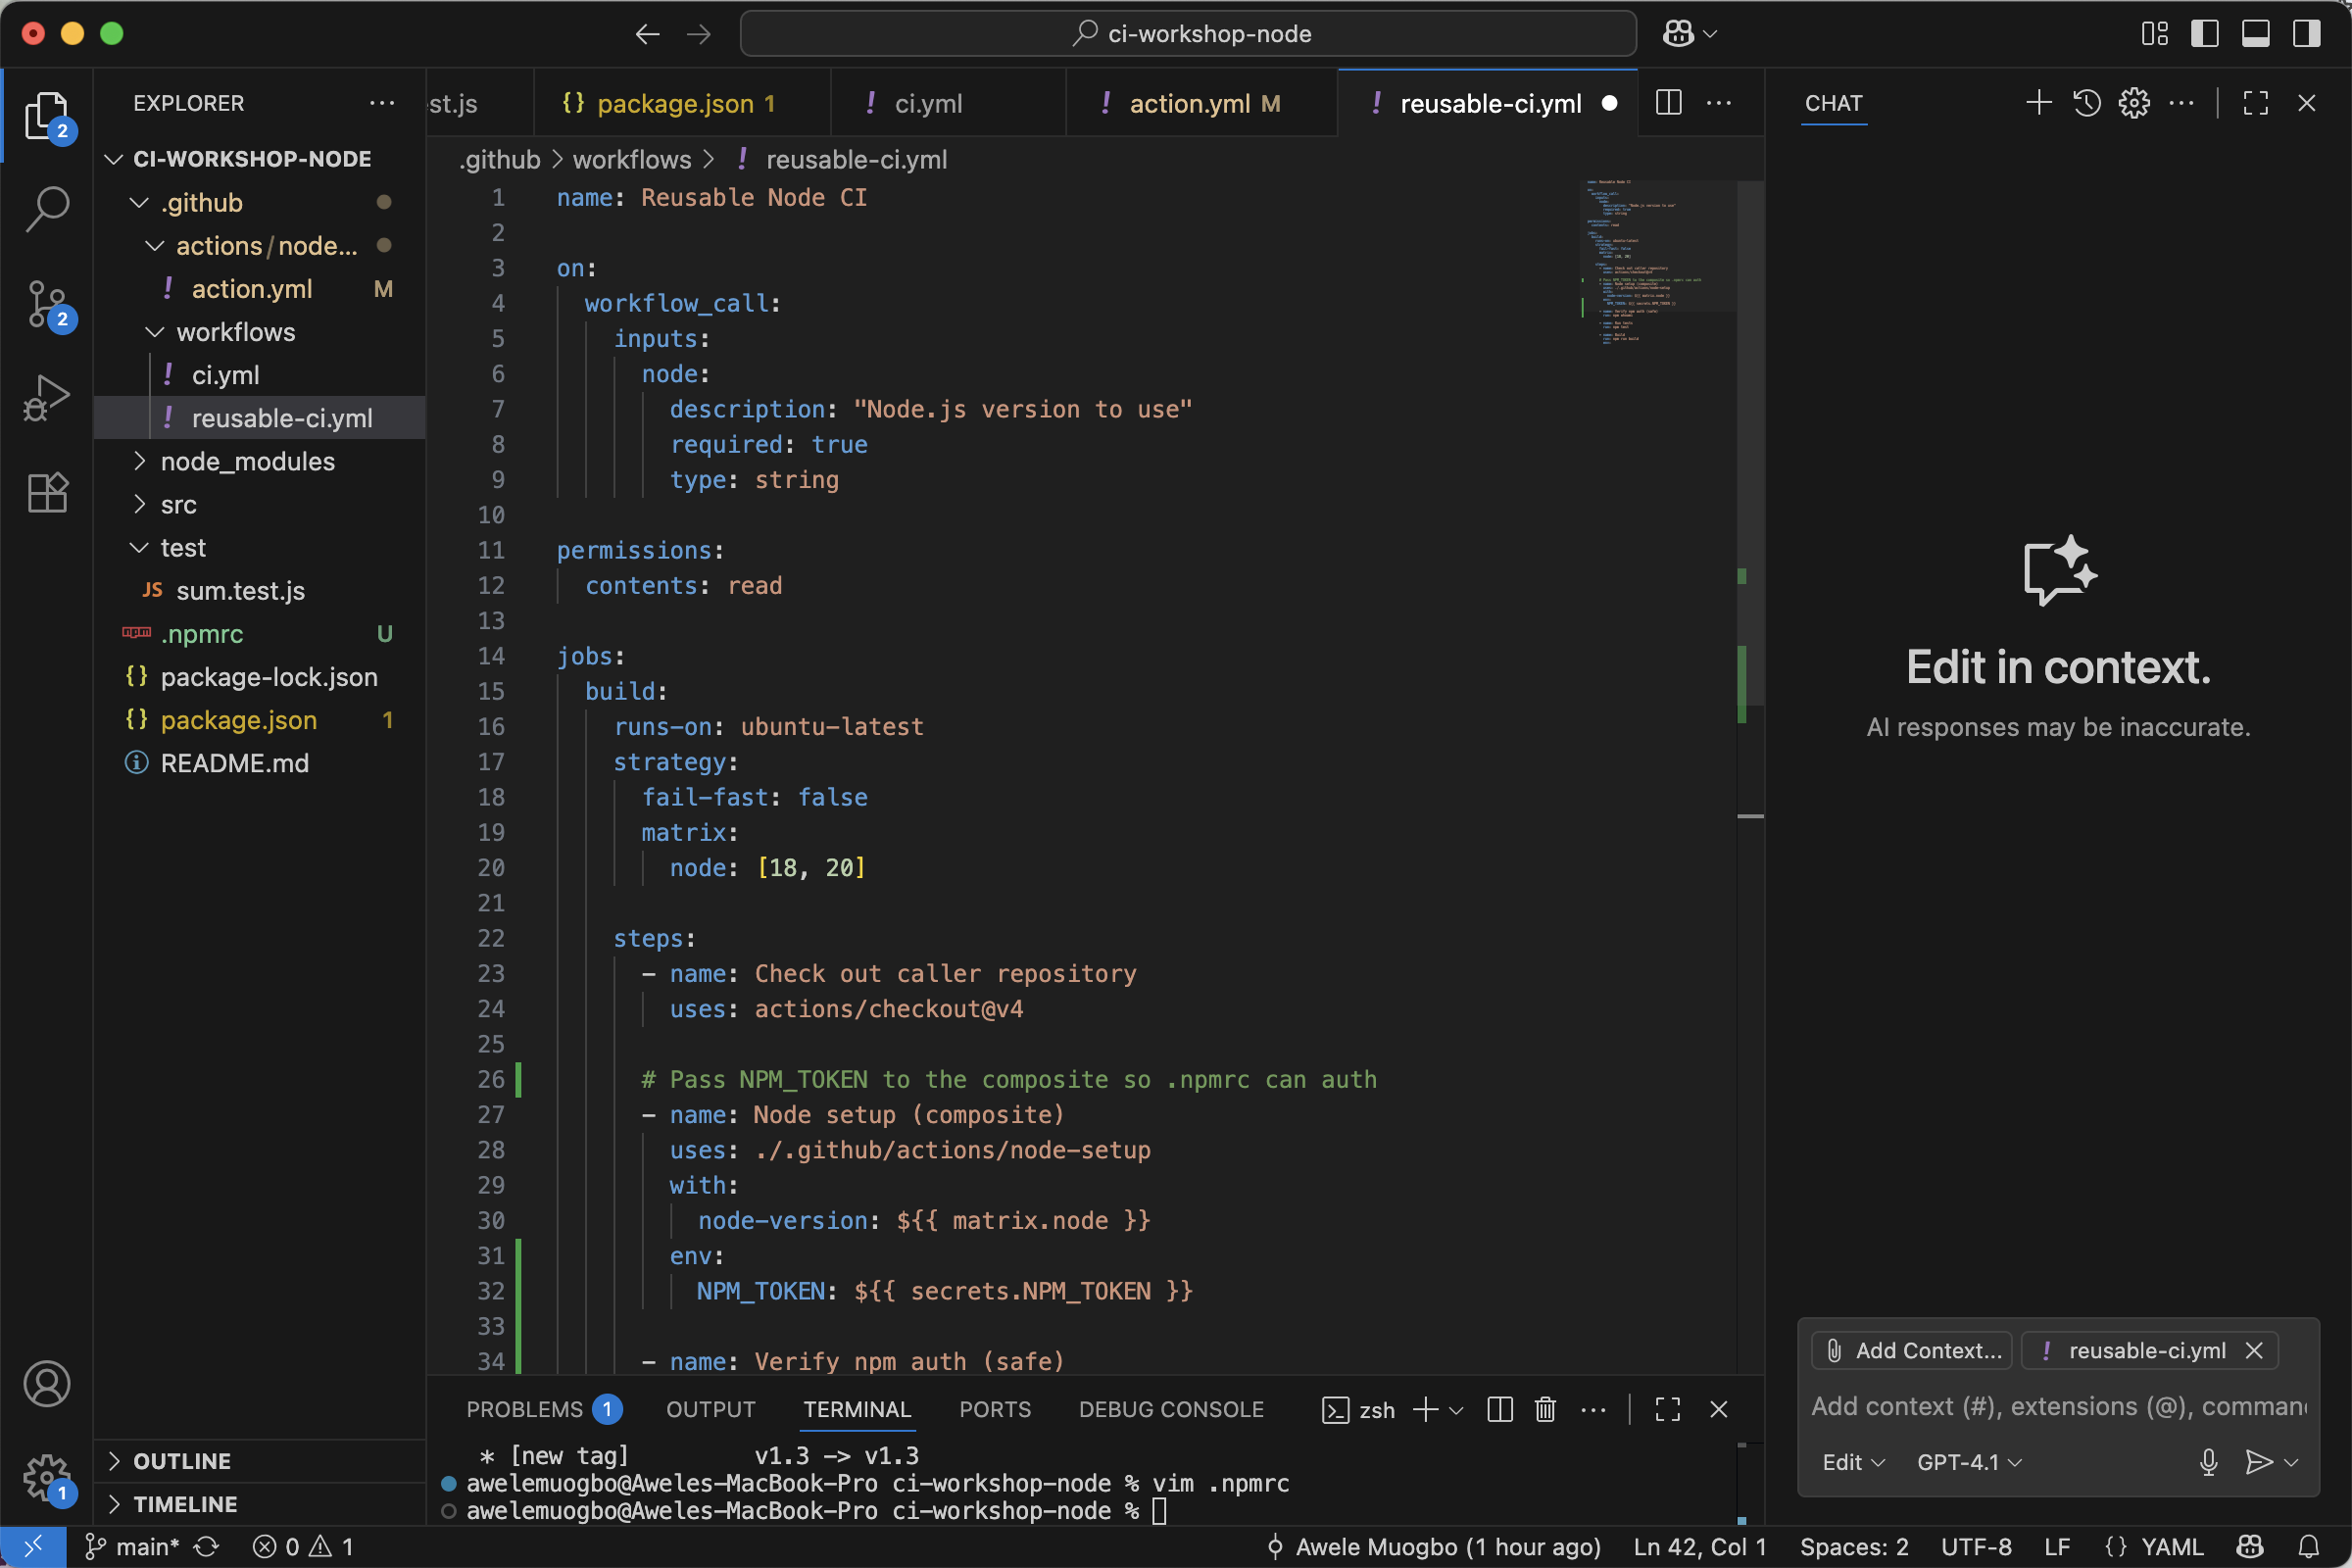 ci-workshop-node
EXPLORER
CI-WORKSHOP-NODE
.github
actions/node...
action.yml M
workflows
ci.yml
reusable-ci.yml
node_modules
src
test
JS sum.test.js
.npmrc U
{} package-lock.json
{} package.json 1
README.md
OUTLINE
TIMELINE
2
2
1
st.js
{} package.json 1
! ci.yml
! action.yml M
! reusable-ci.yml
.github > workflows > ! reusable-ci.yml
1 name: Reusable Node CI
2
3 on:
4 workflow_call:
5 inputs:
6 node:
7 description: "Node.js version to use"
8 required: true
9 type: string
10
11 permissions:
12 contents: read
13
14 jobs:
15 build:
16 runs-on: ubuntu-latest
17 strategy:
18 fail-fast: false
19 matrix:
20 node: [18, 20]
21
22 steps:
23 - name: Check out caller repository
24 uses: actions/checkout@v4
25
26 # Pass NPM_TOKEN to the composite so .npmrc can auth
27 - name: Node setup (composite)
28 uses: ./.github/actions/node-setup
29 with:
30 node-version: ${{ matrix.node }}
31 env:
32 NPM_TOKEN: ${{ secrets.NPM_TOKEN }}
33
34 - name: Verify npm auth (safe)
PROBLEMS 1 OUTPUT TERMINAL PORTS DEBUG CONSOLE
zsh
* [new tag] v1.3 -> v1.3
awelemuogbo@Aweles-MacBook-Pro ci-workshop-node % vim .npmrc
awelemuogbo@Aweles-MacBook-Pro ci-workshop-node %
CHAT
Edit in context.
AI responses may be inaccurate.
Add Context...
! reusable-ci.yml
Add context (#), extensions (@), comman
Edit
GPT-4.1
main*
0
1
Awele Muogbo (1 hour ago)
Ln 42, Col 1
Spaces: 2
UTF-8
LF
{} YAML